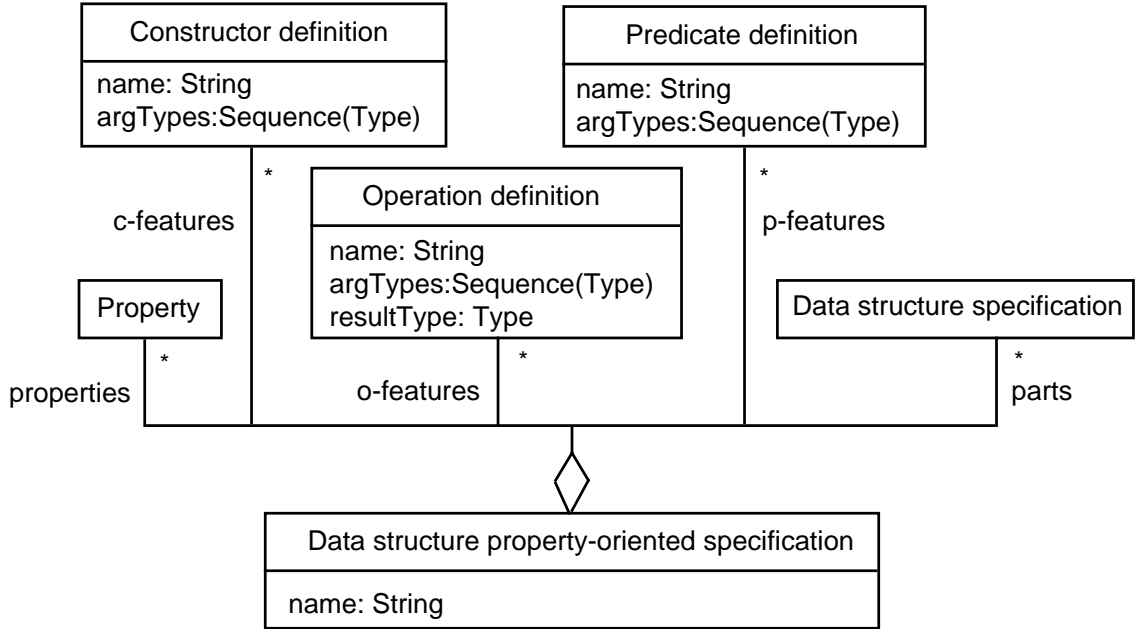 Constructor definition
name: String
argTypes:Sequence(Type)
Predicate definition
name: String
argTypes:Sequence(Type)
*
c-features
Operation definition
name: String
argTypes:Sequence(Type)
resultType: Type
*
p-features
Property
Data structure specification
*
properties
*
o-features
*
parts
Data structure property-oriented specification
name: String